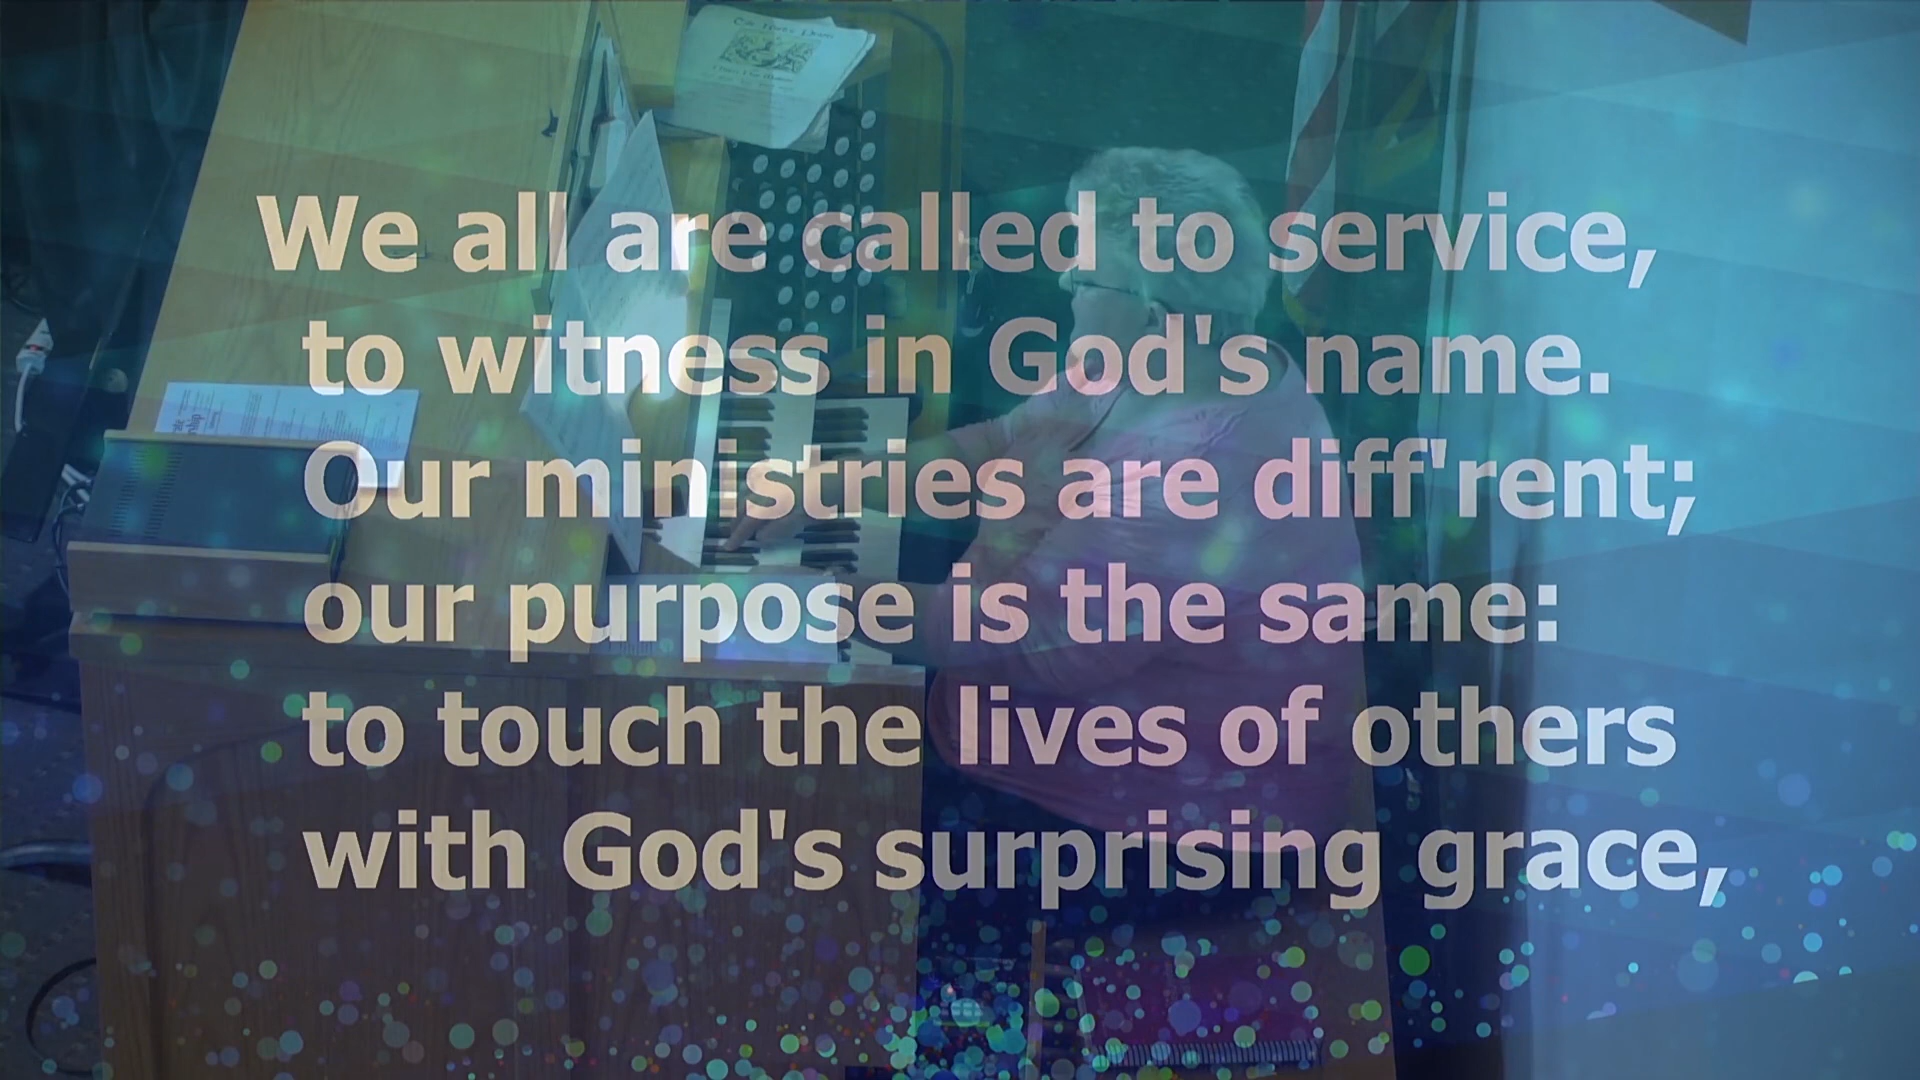 We all are called to service,
to witness in God's name.
Our ministries are diff'rent;
our purpose is the same:
to touch the lives of others
with God's surprising grace,